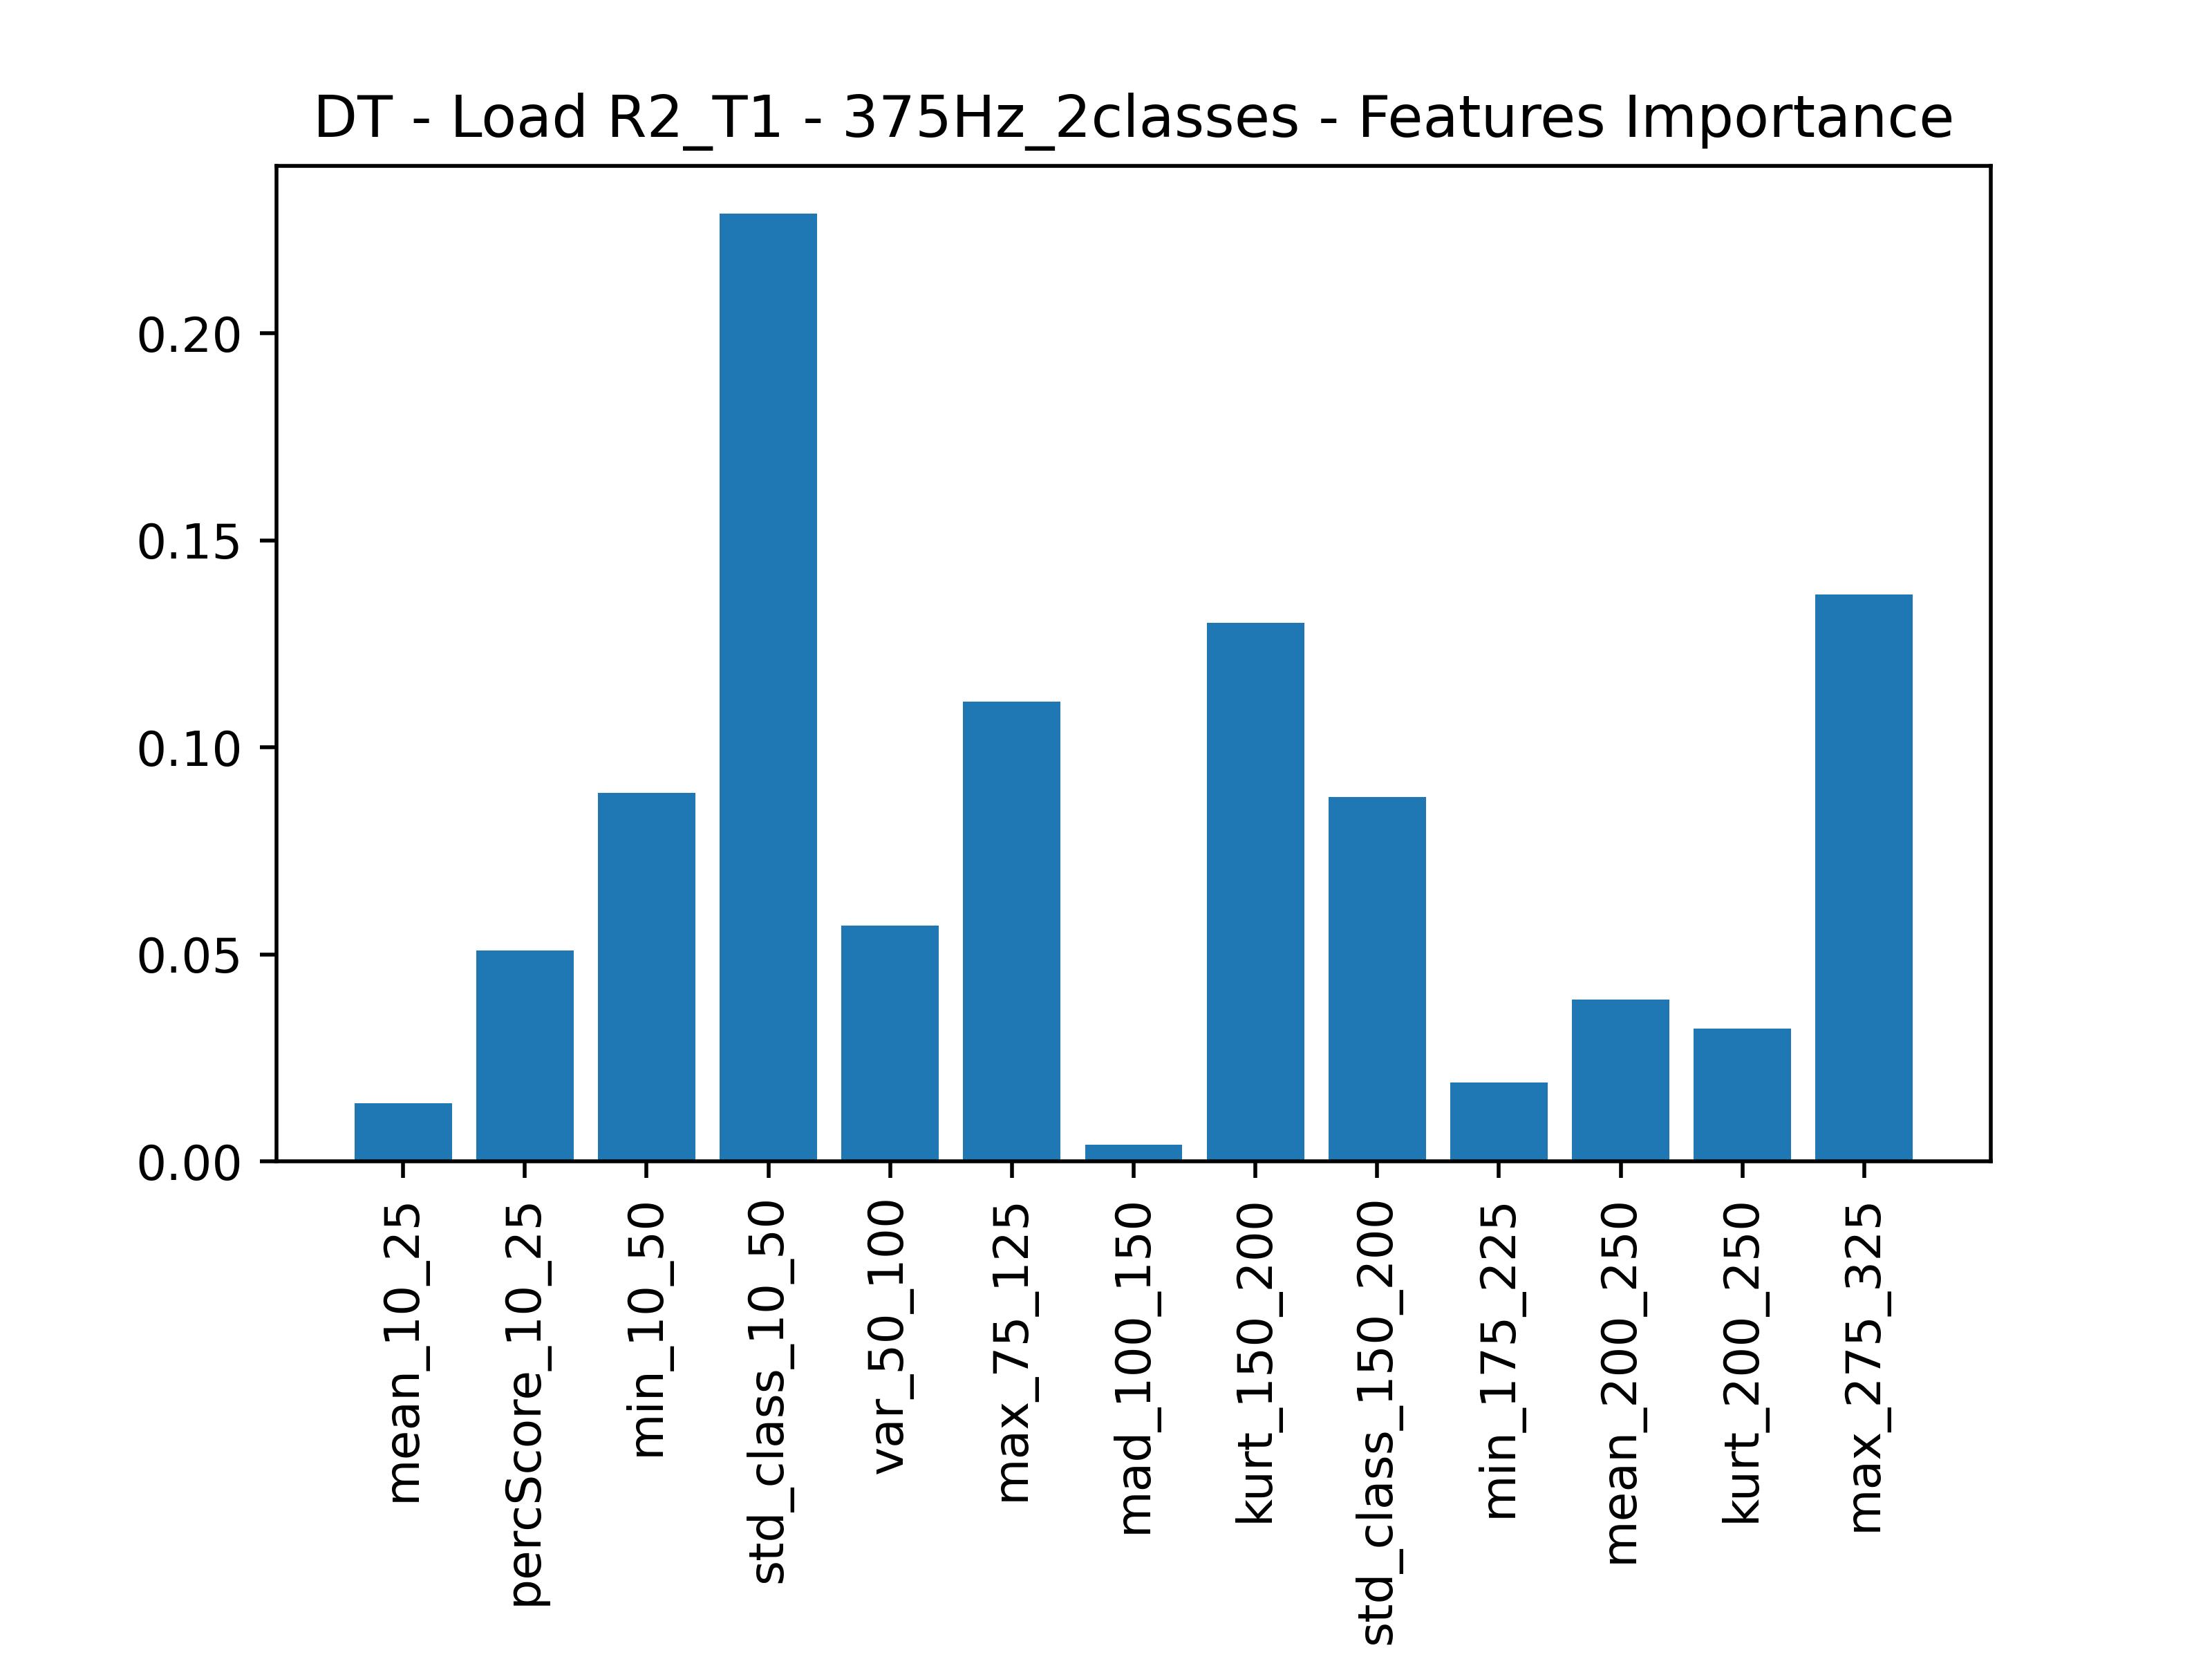 DT - Load R2_T1 - 375Hz_2classes - Features Importance
0.20
0.15
0.10
0.05
0.00
mean_10_25
percScore_10_25
min_10_50
std_class_10_50
var_50_100
max_75_125
mad_100_150
kurt_150_200
std_class_150_200
min_175_225
mean_200_250
kurt_200_250
max_275_325